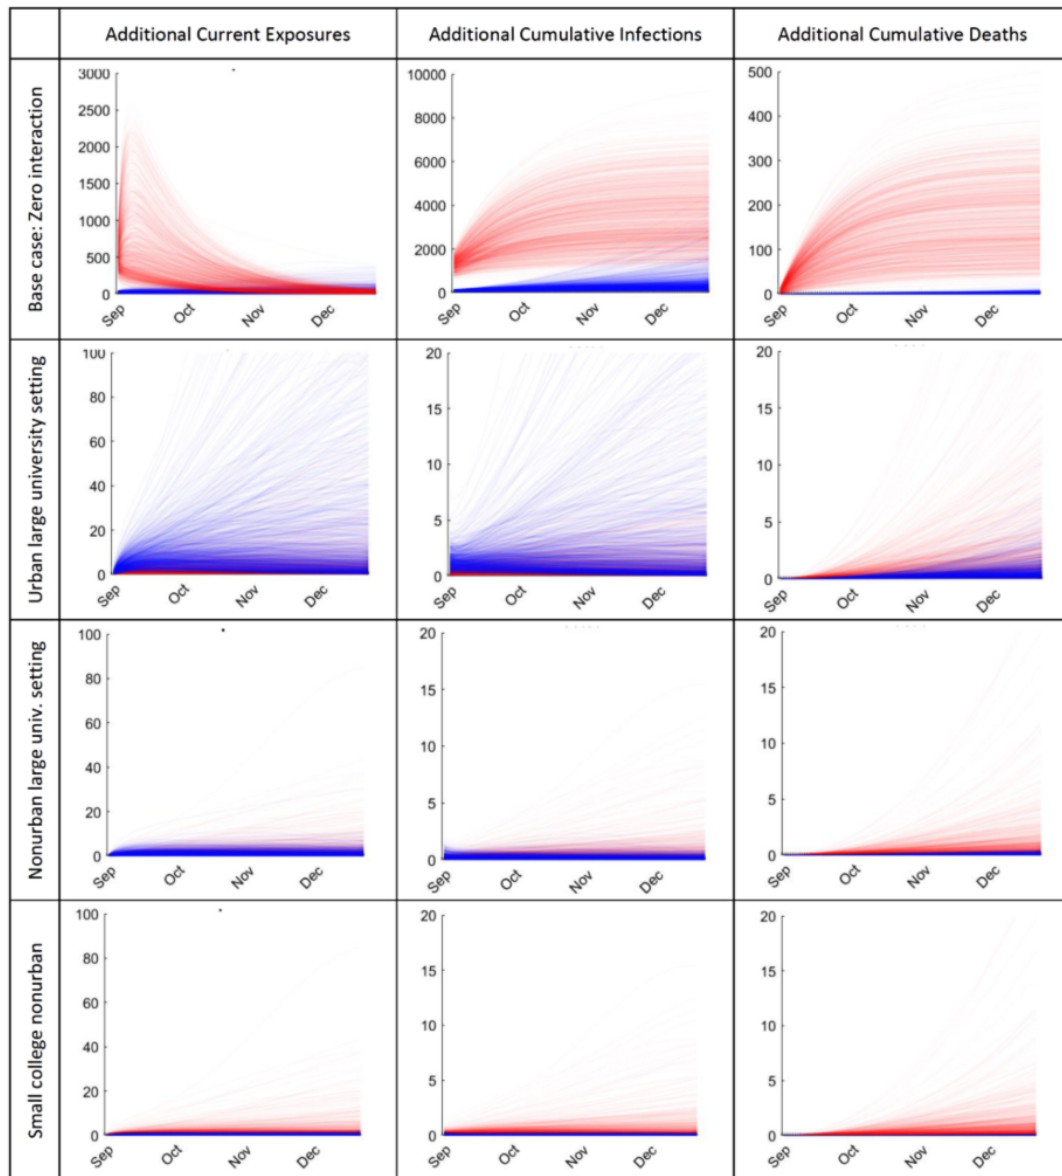 Additional Current Exposures
Additional Cumulative Infections
Additional Cumulative Deaths
Base case: Zero interaction
3000
2500
2000
1500
1000
500
0
Sep
Oct
Nov
Dec
10000
8000
6000
4000
2000
0
Sep
Oct
Nov
Dec
500
400
300
200
100
0
Sep
Oct
Nov
Dec
Urban large university setting
100
80
60
40
20
0
Sep
Oct
Nov
Dec
20
15
10
5
0
Sep
Oct
Nov
Dec
20
15
10
5
0
Sep
Oct
Nov
Dec
Nonurban large univ. setting
100
80
60
40
20
0
Sep
Oct
Nov
Dec
20
15
10
5
0
Sep
Oct
Nov
Dec
20
15
10
5
0
Sep
Oct
Nov
Dec
Small college nonurban
100
80
60
40
20
0
Sep
Oct
Nov
Dec
20
15
10
5
0
Sep
Oct
Nov
Dec
20
15
10
5
0
Sep
Oct
Nov
Dec